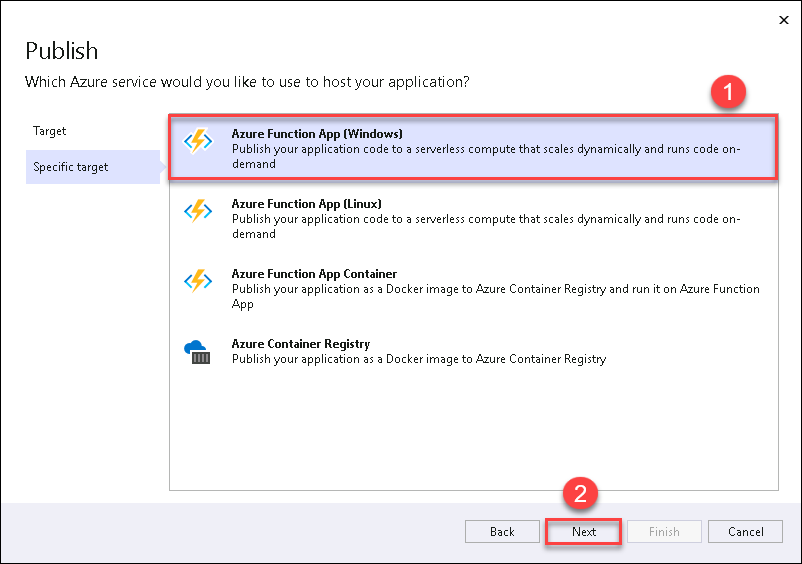 Publish
Which Azure service would you like to use to host your application?
1
Target
Specific target
Azure Function App (Windows)
Publish your application code to a serverless compute that scales dynamically and runs code on-
demand
Azure Function App (Linux)
Publish your application code to a serverless compute that scales dynamically and runs code on-
demand
Azure Function App Container
Publish your application as a Docker image to Azure Container Registry and run it on Azure Function
App
Azure Container Registry
Publish your application as a Docker image to Azure Container Registry
2
Back
Next
Finish
Cancel